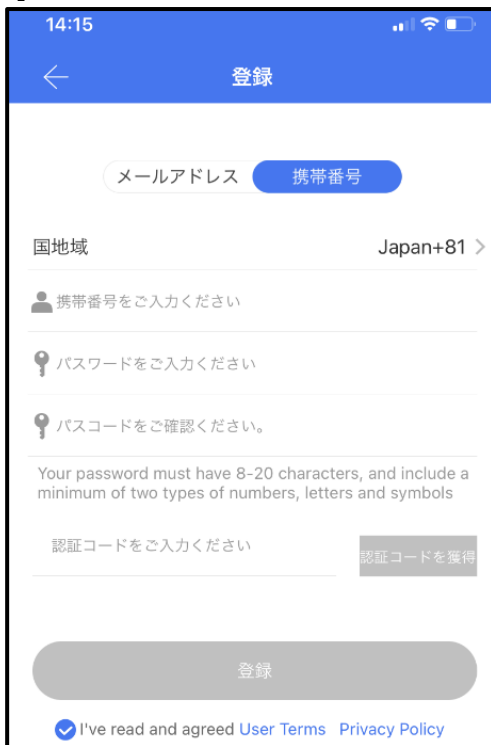 14:15
登録
メールアドレス 携帯番号
国地域 Japan+81
携帯番号をご入力ください
パスワードをご入力ください
パスコードをご確認ください。
Your password must have 8-20 characters, and include a
minimum of two types of numbers, letters and symbols
認証コードをご入力ください 認証コードを獲得
登録
I've read and agreed User Terms Privacy Policy